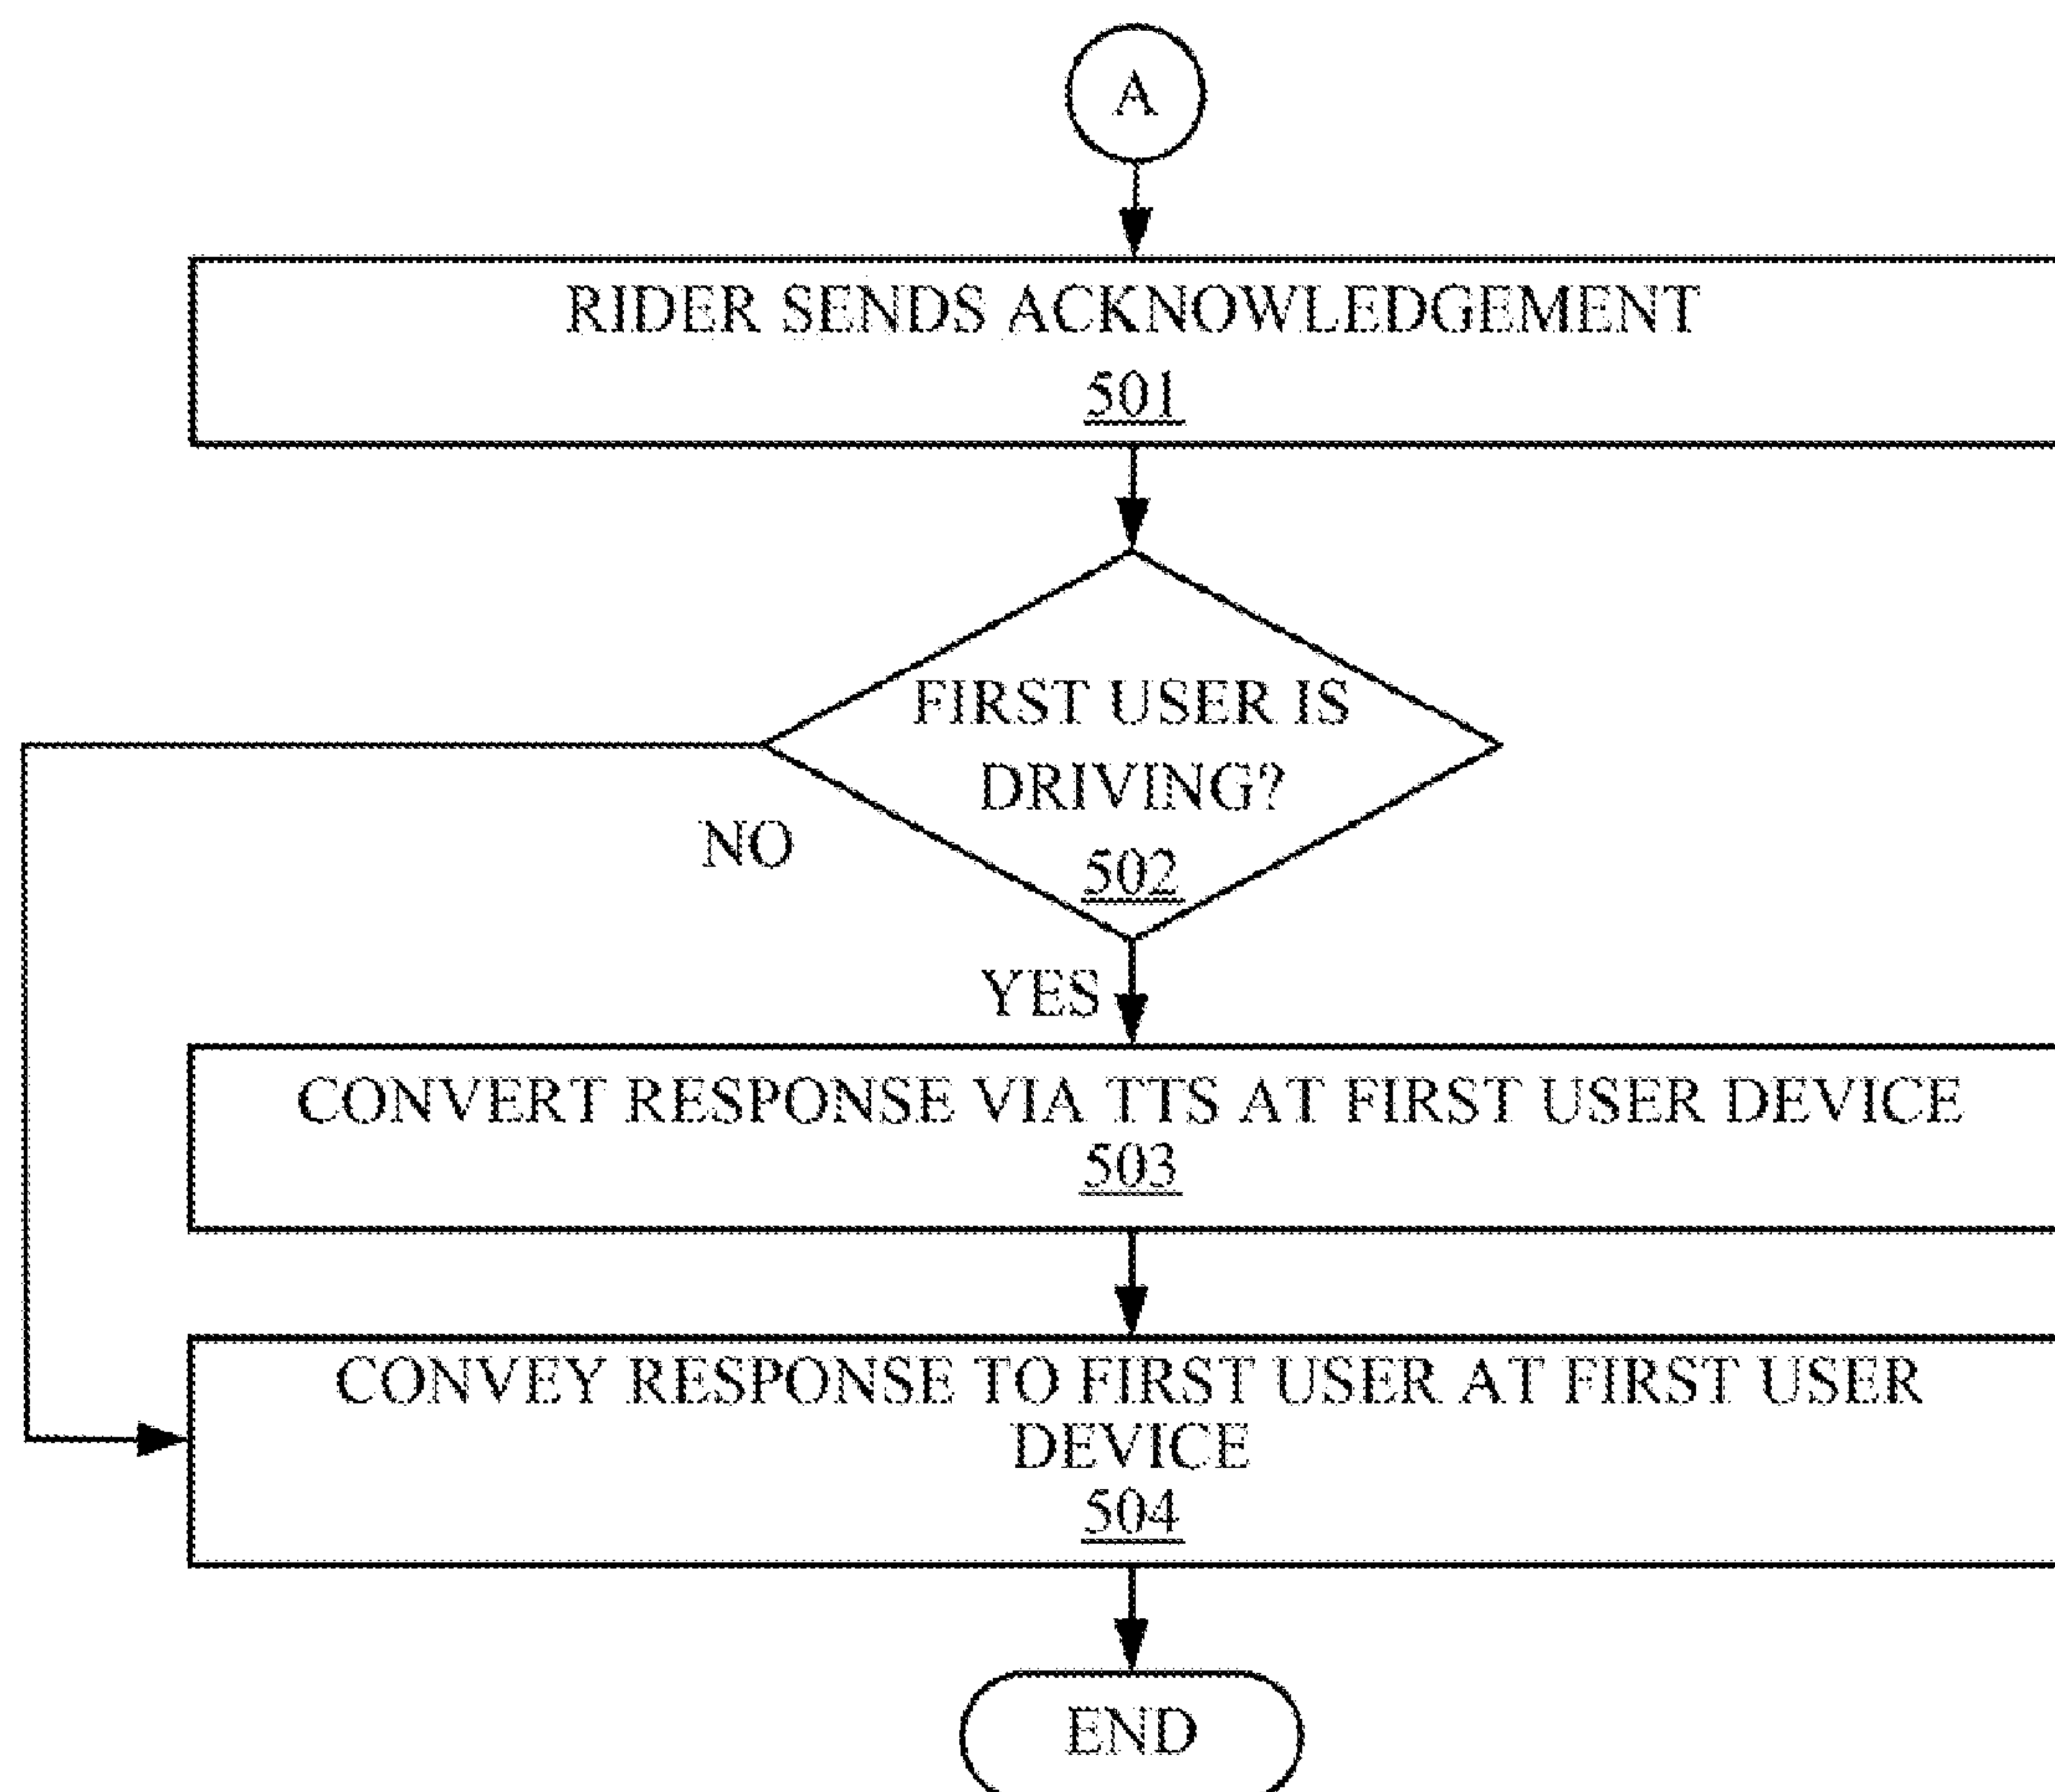 A
RIDER SENDS ACKNOWLEDGEMENT
501
FIRST USER IS
DRIVING?
502
NO
YES
CONVERT RESPONSE VIA TTS AT FIRST USER DEVICE
503
CONVEY RESPONSE TO FIRST USER AT FIRST USER
DEVICE
504
END